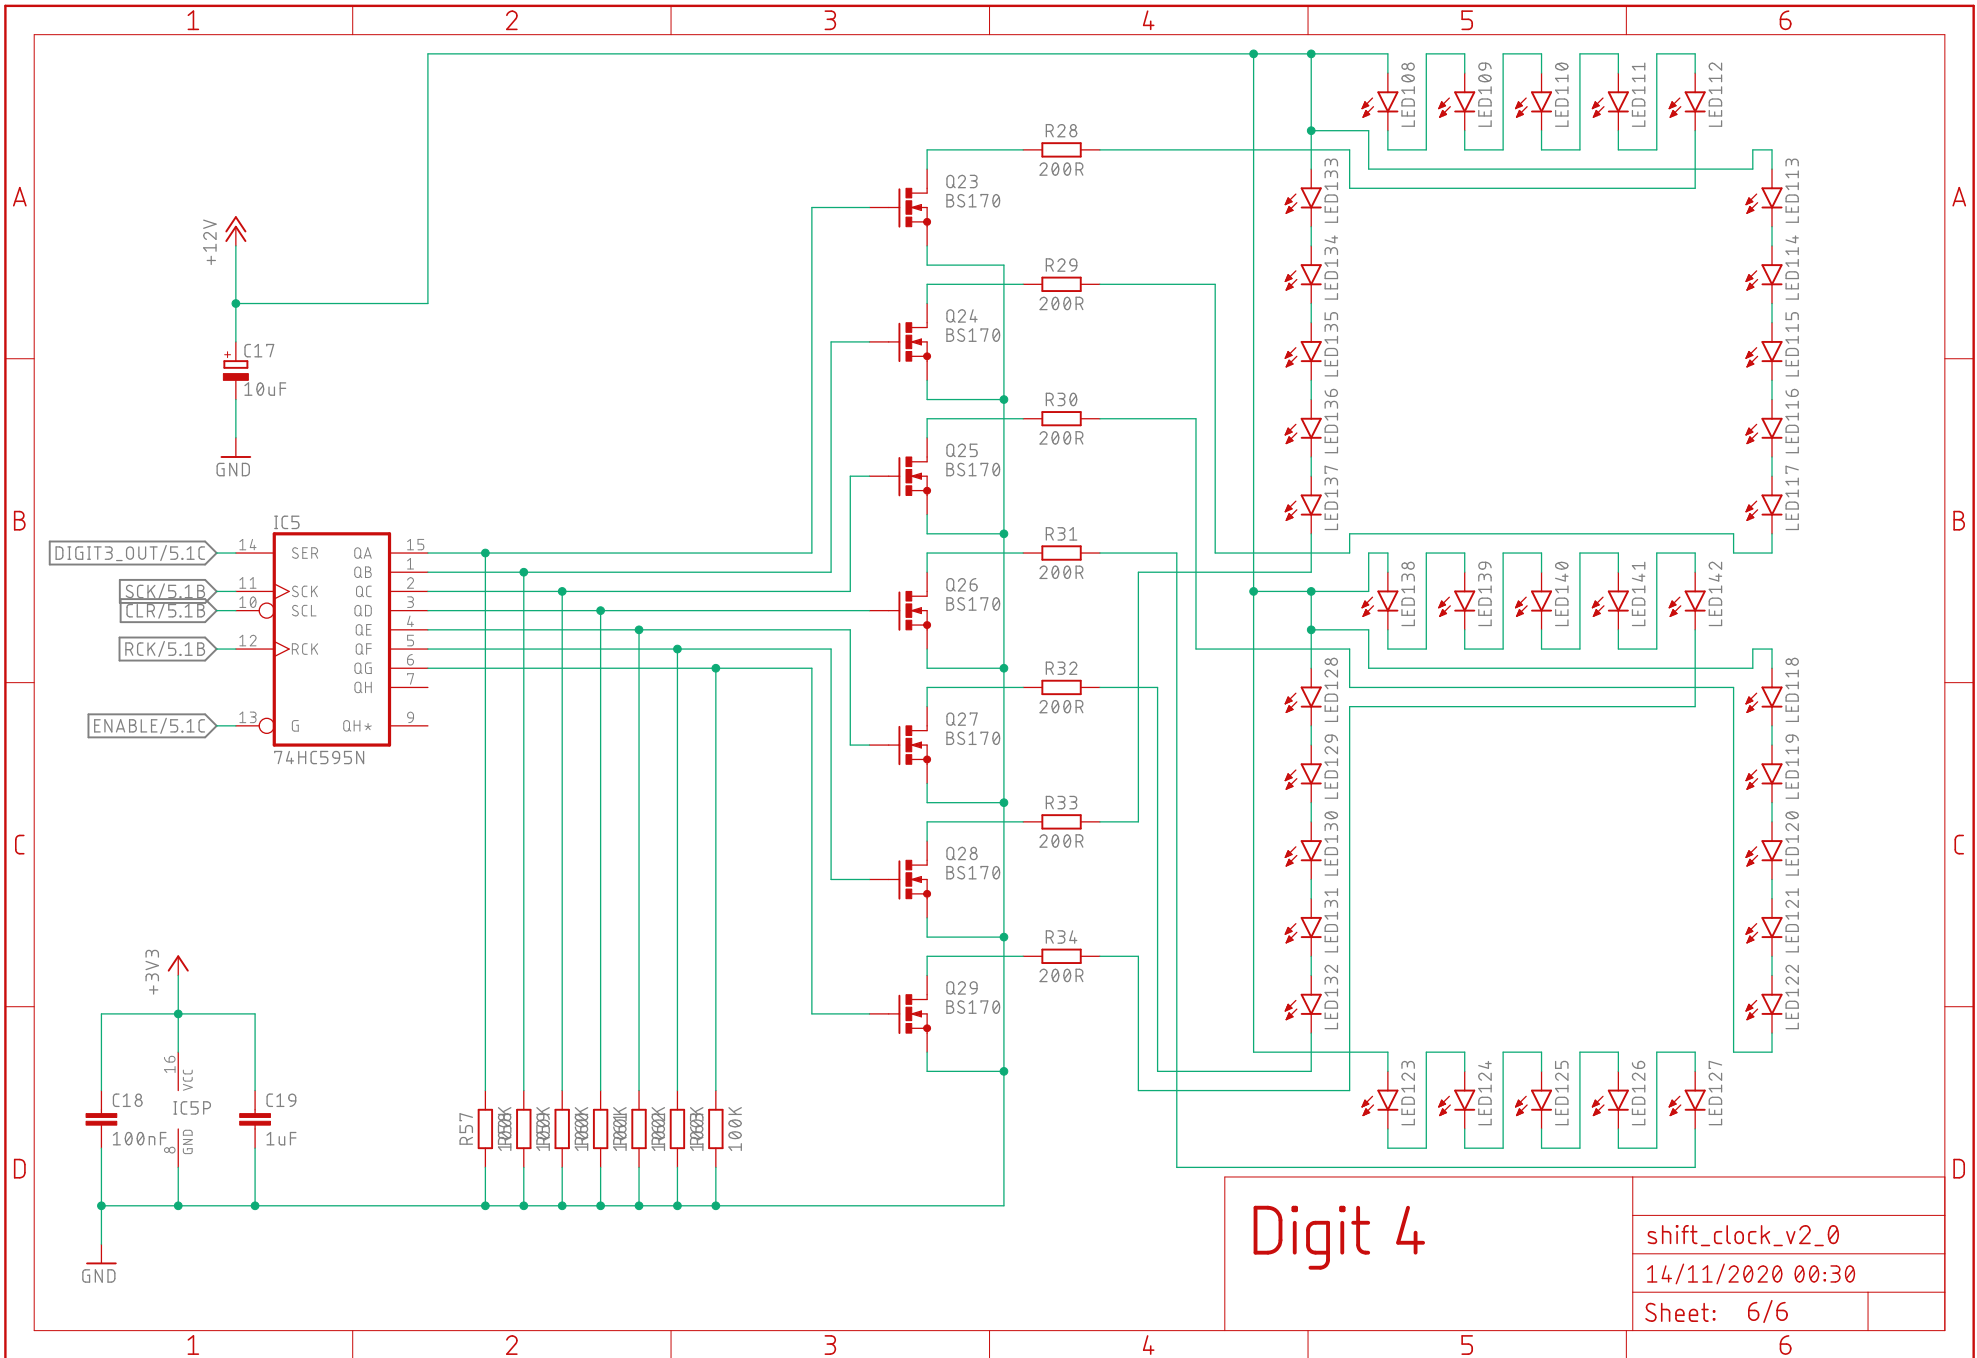 1 2 3 4 5 6
A
B
C
D
A
B
C
D
+12V
C17
10uF
GND
IC5
DIGIT3_OUT/5.1C
SCK/5.1B
CLR/5.1B
RCK/5.1B
ENABLE/5.1C
14 SER QA 15
QB 1
11 SCK QC 2
10 SCL QD 3
QE 4
12 RCK QF 5
QG 6
QH 7
13 G QH* 9
74HC595N
+3V3
C18
100nF
16
VCC
IC5P
8
GND
C19
1uF
GND
R57
100K
Q23
BS170
Q24
BS170
Q25
BS170
Q26
BS170
Q27
BS170
Q28
BS170
Q29
BS170
R28
200R
R29
200R
R30
200R
R31
200R
R32
200R
R33
200R
R34
200R
LED108
LED109
LED110
LED111
LED112
LED133
LED134
LED135
LED136
LED137
LED113
LED114
LED115
LED116
LED117
LED138
LED139
LED140
LED141
LED142
LED128
LED129
LED130
LED131
LED132
LED118
LED119
LED120
LED121
LED122
LED123
LED124
LED125
LED126
LED127
Digit 4
shift_clock_v2_0
14/11/2020 00:30
Sheet: 6/6
1 2 3 4 5 6